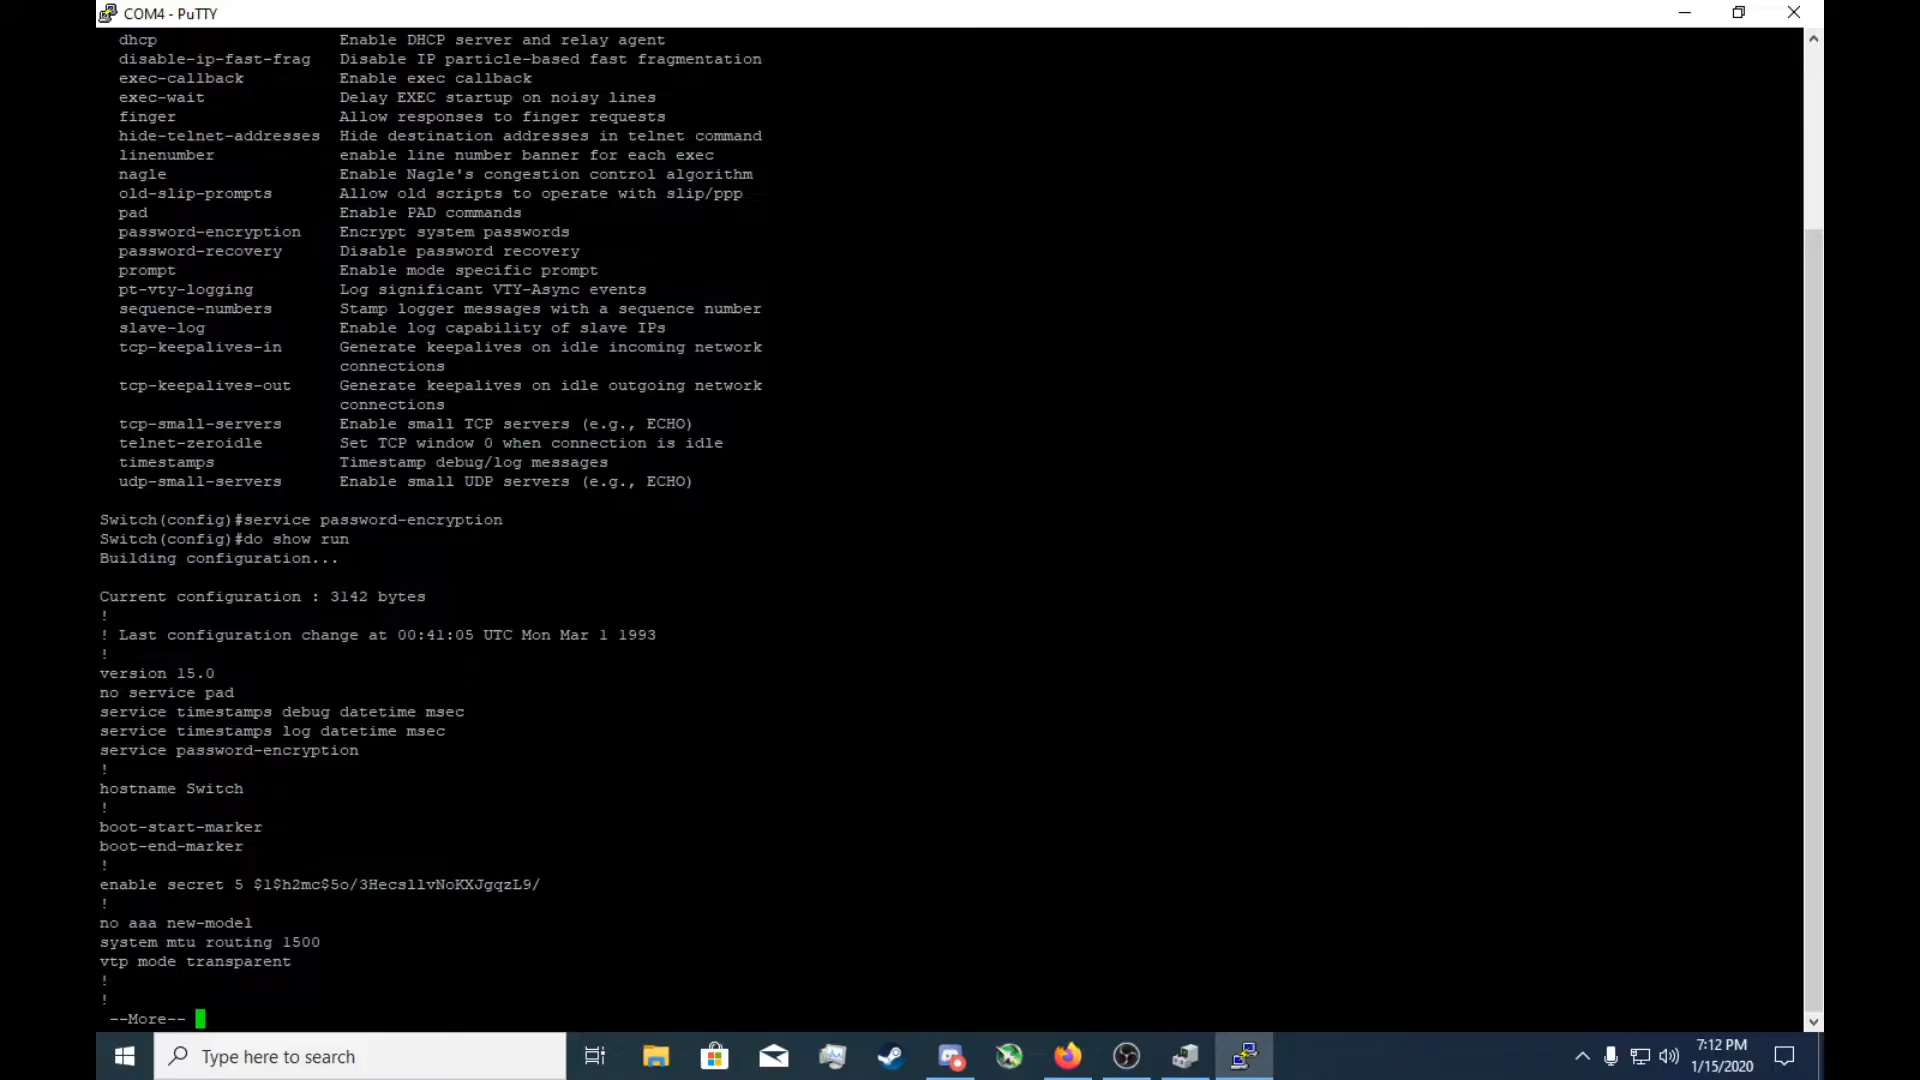 COM4 - PuTTY
dhcp Enable DHCP server and relay agent
disable-ip-fast-frag Disable IP particle-based fast fragmentation
exec-callback Enable exec callback
exec-wait Delay EXEC startup on noisy lines
finger Allow responses to finger requests
hide-telnet-addresses Hide destination addresses in telnet command
linenumber enable line number banner for each exec
nagle Enable Nagle's congestion control algorithm
old-slip-prompts Allow old scripts to operate with slip/ppp
pad Enable PAD commands
password-encryption Encrypt system passwords
password-recovery Disable password recovery
prompt Enable mode specific prompt
pt-vty-logging Log significant VTY-Async events
sequence-numbers Stamp logger messages with a sequence number
slave-log Enable log capability of slave IPs
tcp-keepalives-in Generate keepalives on idle incoming network
connections
tcp-keepalives-out Generate keepalives on idle outgoing network
connections
tcp-small-servers Enable small TCP servers (e.g., ECHO)
telnet-zeroidle Set TCP window 0 when connection is idle
timestamps Timestamp debug/log messages
udp-small-servers Enable small UDP servers (e.g., ECHO)
Switch(config)#service password-encryption
Switch(config)#do show run
Building configuration...
Current configuration : 3142 bytes
!
! Last configuration change at 00:41:05 UTC Mon Mar 1 1993
!
version 15.0
no service pad
service timestamps debug datetime msec
service timestamps log datetime msec
service password-encryption
!
hostname Switch
!
boot-start-marker
boot-end-marker
!
enable secret 5 $1$h2mc$5o/3HecsllvNoKXJgqzL9/
!
no aaa new-model
system mtu routing 1500
vtp mode transparent
!
!
--More--
Type here to search
7:12 PM
1/15/2020